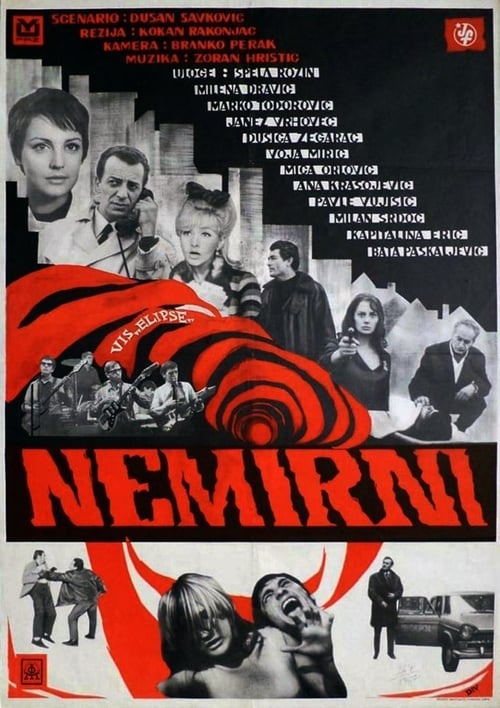 SCENARIO : DUSAN SAVKOVIC
REZIJA : KOKAN RAKONJAC
KAMERA : BRANKO PERAK
MUZIKA : ZORAN HRISTIC
ULOGE : SPELA ROZIN
MILENA DRAVIC
MARKO TODOROVIC
JANEZ VRHOVEC
DUSICA ZEGARAC
VOJA MIRIC
MICA ORLOVIC
ANA KRASOJEVIC
PAVLE VUJISIC
MILAN SRDOC
KAPITALINA ERIC
BATA PASKALJEVIC
VIS „ELIPSE"
NEMIRNI